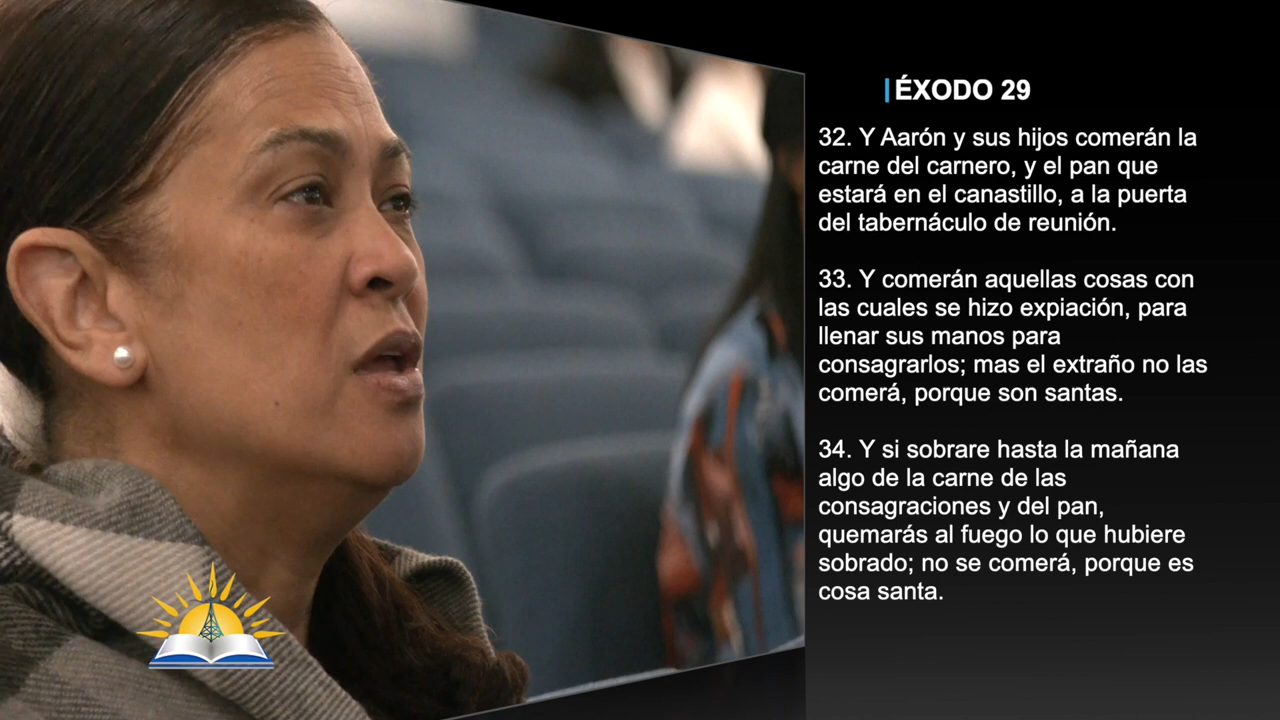 ÉXODO 29
32. Y Aarón y sus hijos comerán la
carne del carnero, y el pan que
estará en el canastillo, a la puerta
del tabernáculo de reunión.
33. Y comerán aquellas cosas con
las cuales se hizo expiación, para
llenar sus manos para
consagrarlos; mas el extraño no las
comerá, porque son santas.
34. Y si sobrare hasta la mañana
algo de la carne de las
consagraciones y del pan,
quemarás al fuego lo que hubiere
sobrado; no se comerá, porque es
cosa santa.